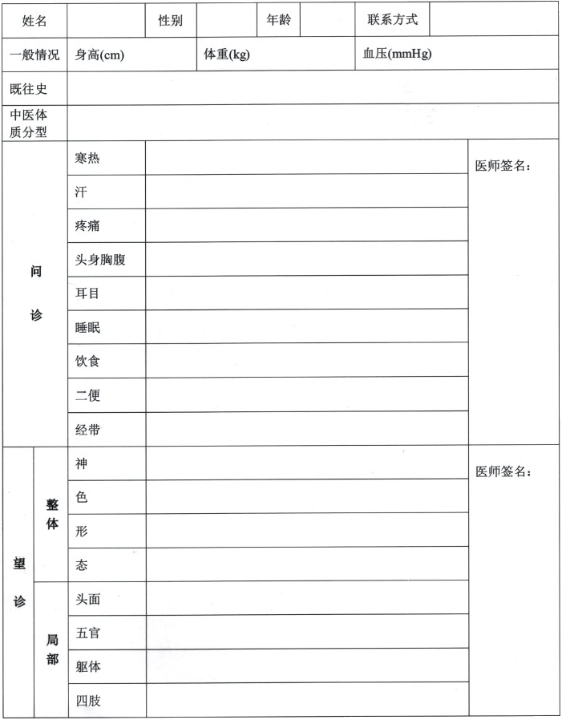 姓名 性别 年龄 联系方式
一般情况 身高(cm) 体重(kg) 血压(mmHg)
既往史
中医体
质分型
问
诊
寒热
汗
疼痛
头身胸腹
耳目
睡眠
饮食
二便
经带
医师签名：
望
诊
整
体
神
色
形
态
局
部
头面
五官
躯体
四肢
医师签名：